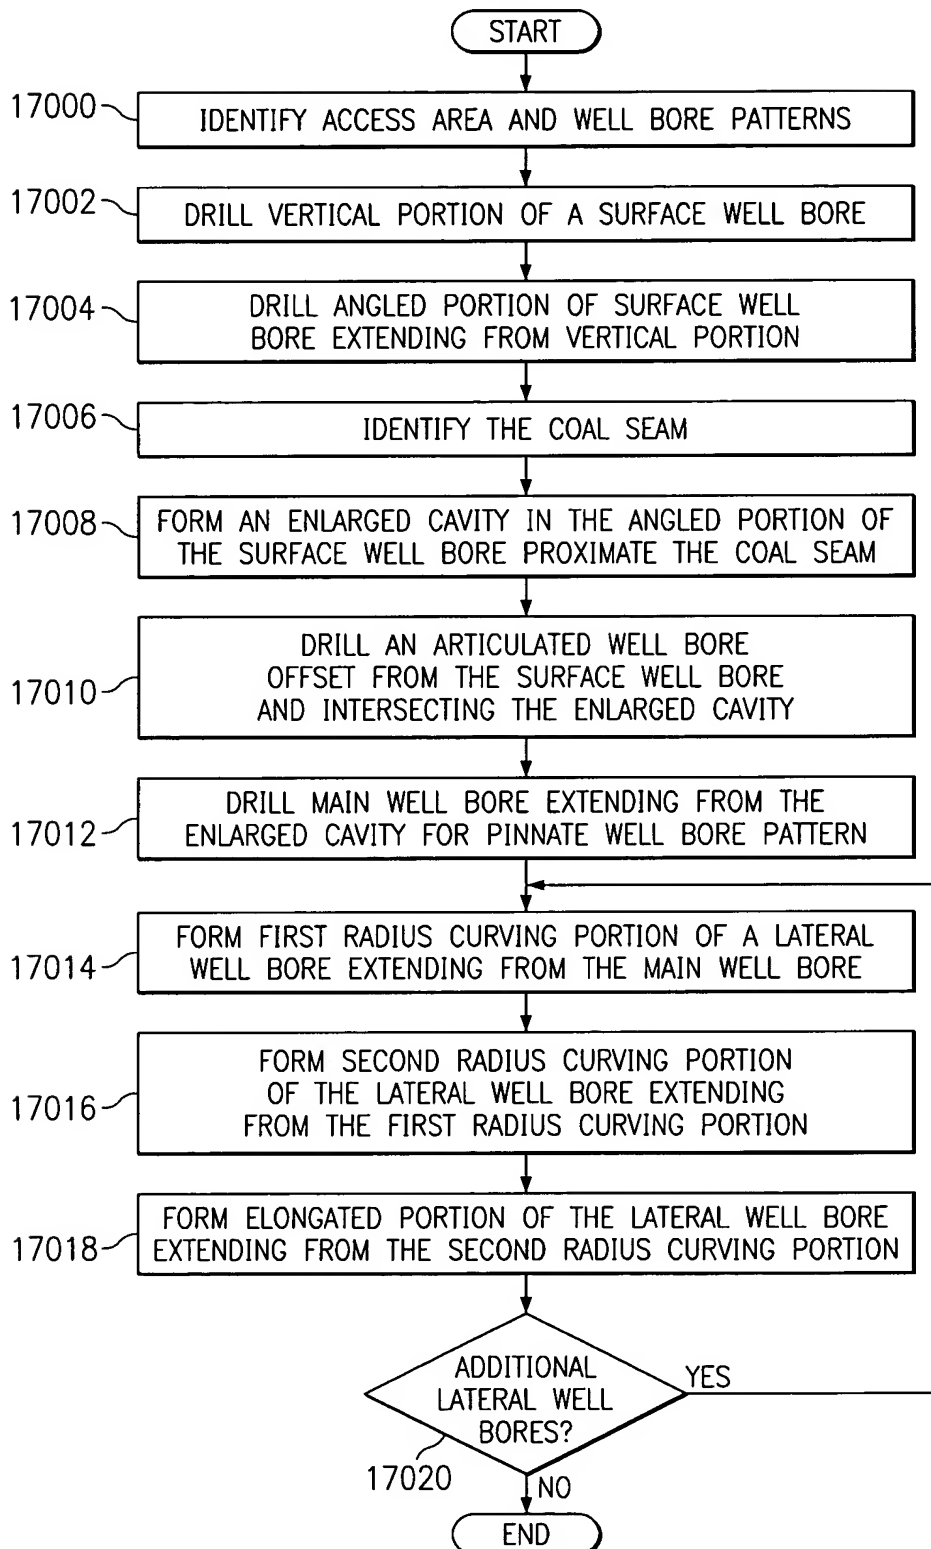 START
17000
IDENTIFY ACCESS AREA AND WELL BORE PATTERNS
17002
DRILL VERTICAL PORTION OF A SURFACE WELL BORE
17004
DRILL ANGLED PORTION OF SURFACE WELL
BORE EXTENDING FROM VERTICAL PORTION
17006
IDENTIFY THE COAL SEAM
17008
FORM AN ENLARGED CAVITY IN THE ANGLED PORTION OF
THE SURFACE WELL BORE PROXIMATE THE COAL SEAM
17010
DRILL AN ARTICULATED WELL BORE
OFFSET FROM THE SURFACE WELL BORE
AND INTERSECTING THE ENLARGED CAVITY
17012
DRILL MAIN WELL BORE EXTENDING FROM THE
ENLARGED CAVITY FOR PINNATE WELL BORE PATTERN
17014
FORM FIRST RADIUS CURVING PORTION OF A LATERAL
WELL BORE EXTENDING FROM THE MAIN WELL BORE
17016
FORM SECOND RADIUS CURVING PORTION
OF THE LATERAL WELL BORE EXTENDING
FROM THE FIRST RADIUS CURVING PORTION
17018
FORM ELONGATED PORTION OF THE LATERAL WELL BORE
EXTENDING FROM THE SECOND RADIUS CURVING PORTION
ADDITIONAL
LATERAL WELL
BORES?
YES
17020
NO
END